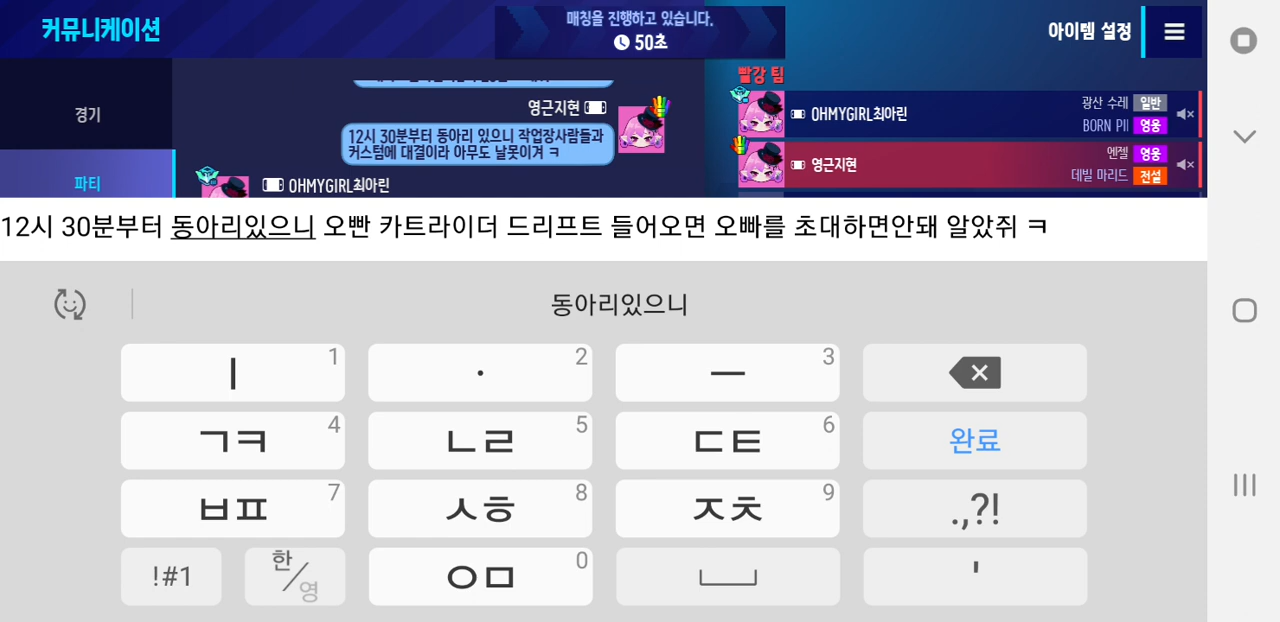 커뮤니케이션
매칭을 진행하고 있습니다.
50초
아이템 설정
경기
파티
영근지현
12시 30분부터 동아리 있으니 작업장사람들과
커스텀에 대결이라 아무도 날못이겨 ㅋ
OHMYGIRL최아린
빨강 팀
OHMYGIRL최아린
광산 수레 일반
BORN PII 영웅
영근지현
엔젤 영웅
데빌 마리드 전설
12시 30분부터 동아리있으니 오빤 카트라이더 드리프트 들어오면 오빠를 초대하면안돼 알았쥐 ㅋ
동아리있으니
ㅣ 1
· 2
ㅡ 3
ㄱㅋ 4
ㄴㄹ 5
ㄷㅌ 6
완료
ㅂㅍ 7
ㅅㅎ 8
ㅈㅊ 9
.,?!
!#1
한/영
ㅇㅁ 0
'